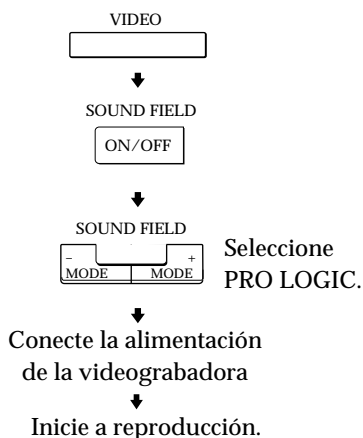 VIDEO
SOUND FIELD
ON/OFF
SOUND FIELD
– +
MODE MODE
Seleccione
PRO LOGIC.
Conecte la alimentación
de la videograbadora
Inicie a reproducción.